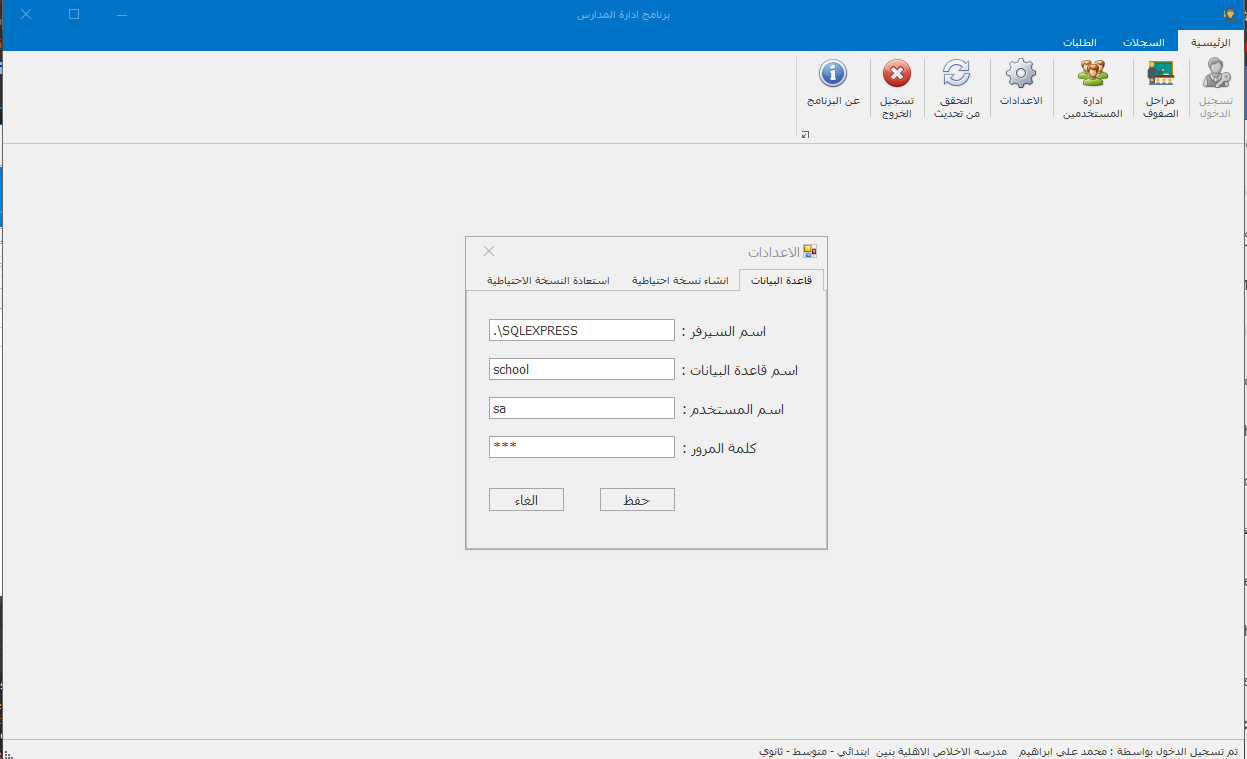 برنامج ادارة المدارس
الرئيسية
السجلات
الطلبات
تسجيل
الدخول
مراحل
الصفوف
ادارة
المستخدمين
الاعدادات
التحقق
من تحديث
تسجيل
الخروج
عن البرنامج
الاعدادات
قاعدة البيانات
انشاء نسخة احتياطية
استعادة النسخة الاحتياطية
اسم السيرفر :
.\SQLEXPRESS
اسم قاعدة البيانات :
school
اسم المستخدم :
sa
كلمة المرور :
***
حفظ
الغاء
تم تسجيل الدخول بواسطة : محمد علي ابراهيم
مدرسه الاخلاص الاهلية بنين ابتدائي - متوسط - ثانوي